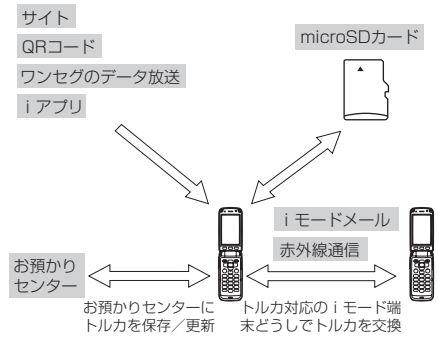 サイト
QRコード
ワンセグのデータ放送
iアプリ
microSDカード
iモードメール
赤外線通信
お預かり
センター
お預かりセンターに
トルカを保存／更新
トルカ対応のiモード端
末どうしでトルカを交換